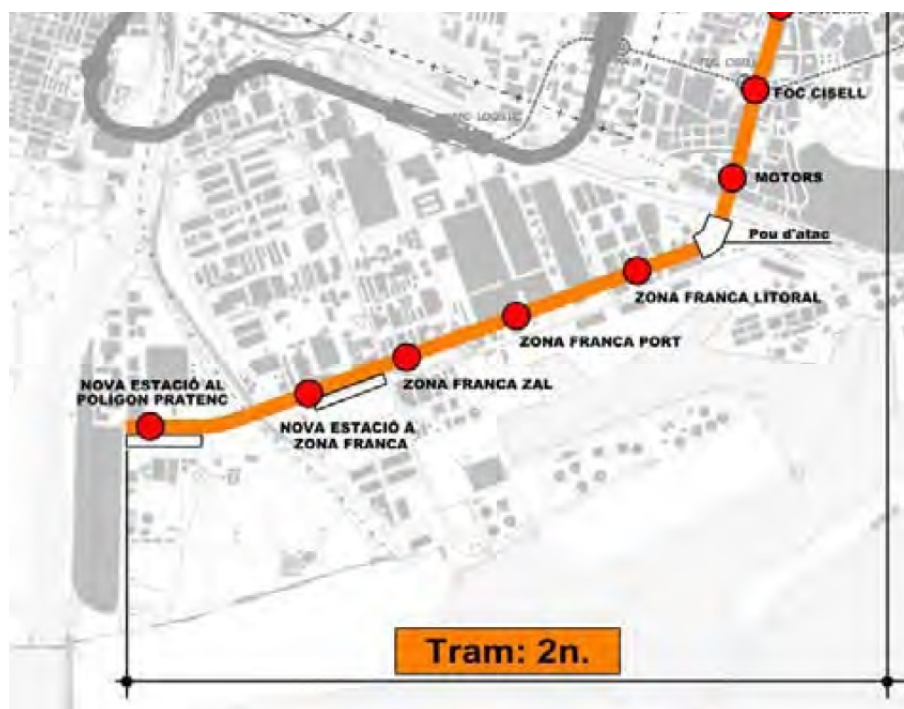 FOC CISELL
MOTORS
Pou d'atac
ZONA FRANCA LITORAL
ZONA FRANCA PORT
ZONA FRANCA ZAL
NOVA ESTACIÓ AL
POLÍGON PRATENC
NOVA ESTACIÓ A
ZONA FRANCA
Tram: 2n.